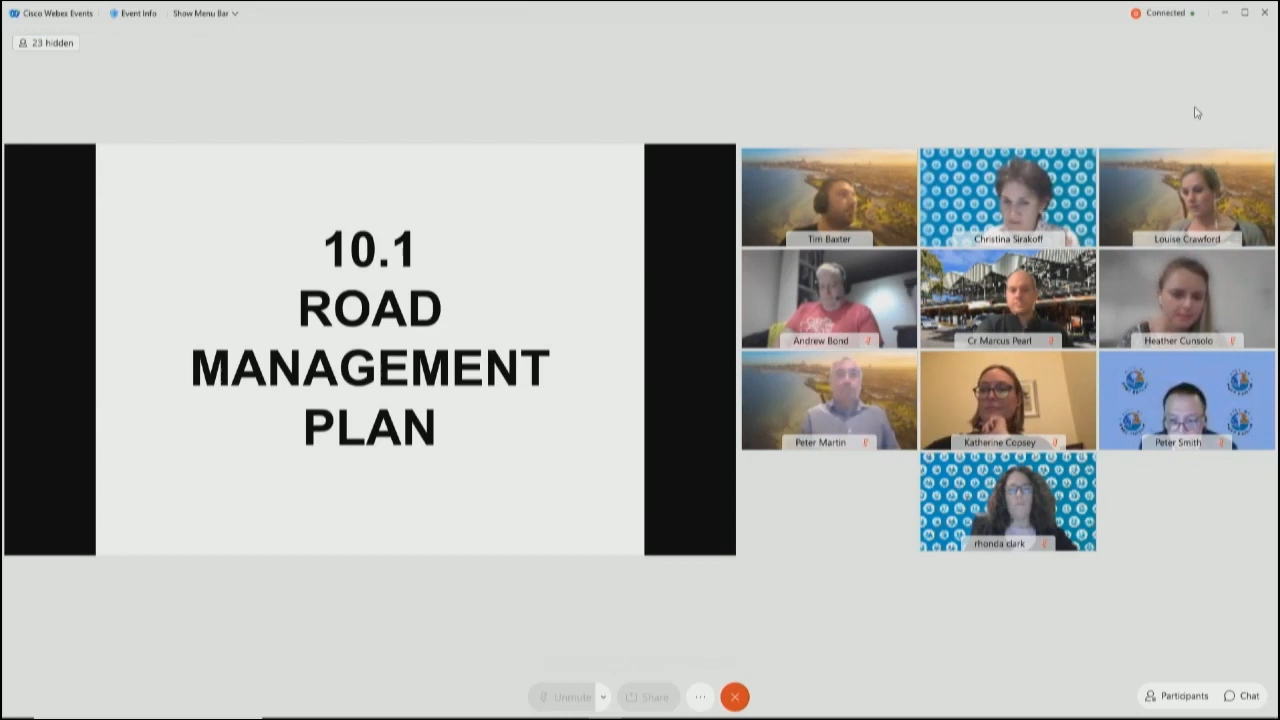 Cisco Webex Events
Event Info
Show Menu Bar
Connected
23 hidden
10.1
ROAD
MANAGEMENT
PLAN
Tim Baxter
Christina Sirakoff
Louise Crawford
Andrew Bond
Cr Marcus Pearl
Heather Cunsolo
Peter Martin
Katherine Copsey
Peter Smith
rhonda clark
Unmute
Share
Participants
Chat